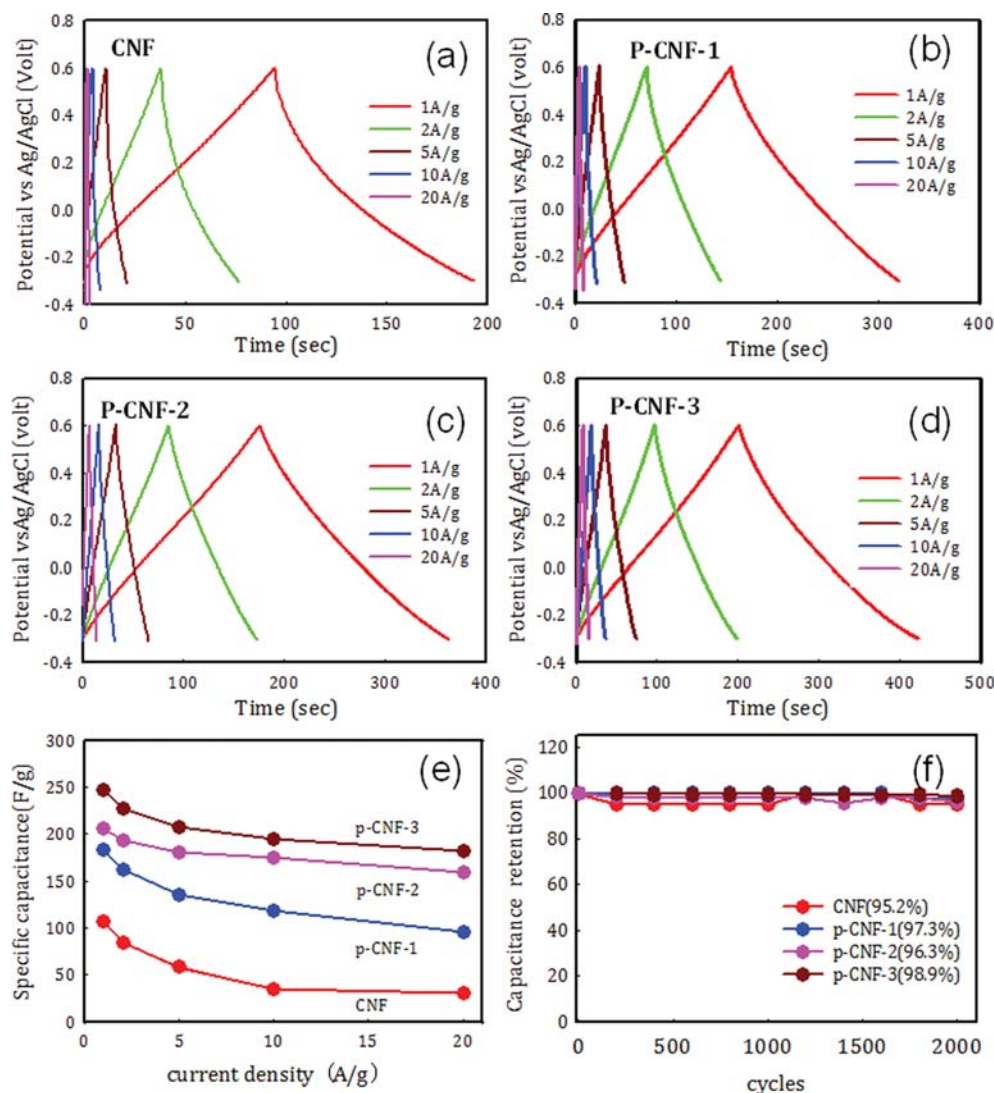 CNF
(a)
0.8
0.6
0.4
0.2
0.0
-0.2
-0.4
Potential vs Ag/AgCl (Volt)
1A/g
2A/g
5A/g
10A/g
20A/g
0
50
100
150
200
Time (sec)
P-CNF-1
(b)
0.8
0.6
0.4
0.2
0.0
-0.2
-0.4
Potential vsAg/AgCl (volt)
1A/g
2A/g
5A/g
10A/g
20A/g
0
100
200
300
400
Time (sec)
P-CNF-2
(c)
0.8
0.6
0.4
0.2
0.0
-0.2
-0.4
Potential vsAg/AgCl (volt)
1A/g
2A/g
5A/g
10A/g
20A/g
0
100
200
300
400
Time (sec)
P-CNF-3
(d)
0.8
0.6
0.4
0.2
0.0
-0.2
-0.4
Potential vsAg/AgCl (volt)
1A/g
2A/g
5A/g
10A/g
20A/g
0
100
200
300
400
500
Time (sec)
(e)
300
250
200
150
100
50
0
Specific capacitance(F/g)
p-CNF-3
p-CNF-2
p-CNF-1
CNF
0
5
10
15
20
current density (A/g)
(f)
120
100
80
60
40
20
0
Capacitance retention (%)
CNF(95.2%)
p-CNF-1(97.3%)
p-CNF-2(96.3%)
p-CNF-3(98.9%)
0
500
1000
1500
2000
cycles